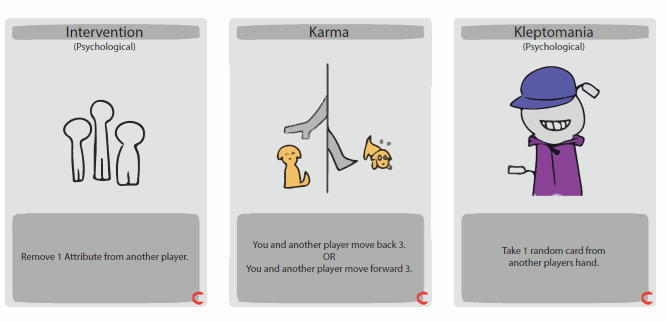 Intervention
(Psychological)
Remove 1 Attribute from another player.
Karma
You and another player move back 3.
OR
You and another player move forward 3.
Kleptomania
(Psychological)
Take 1 random card from
another players hand.